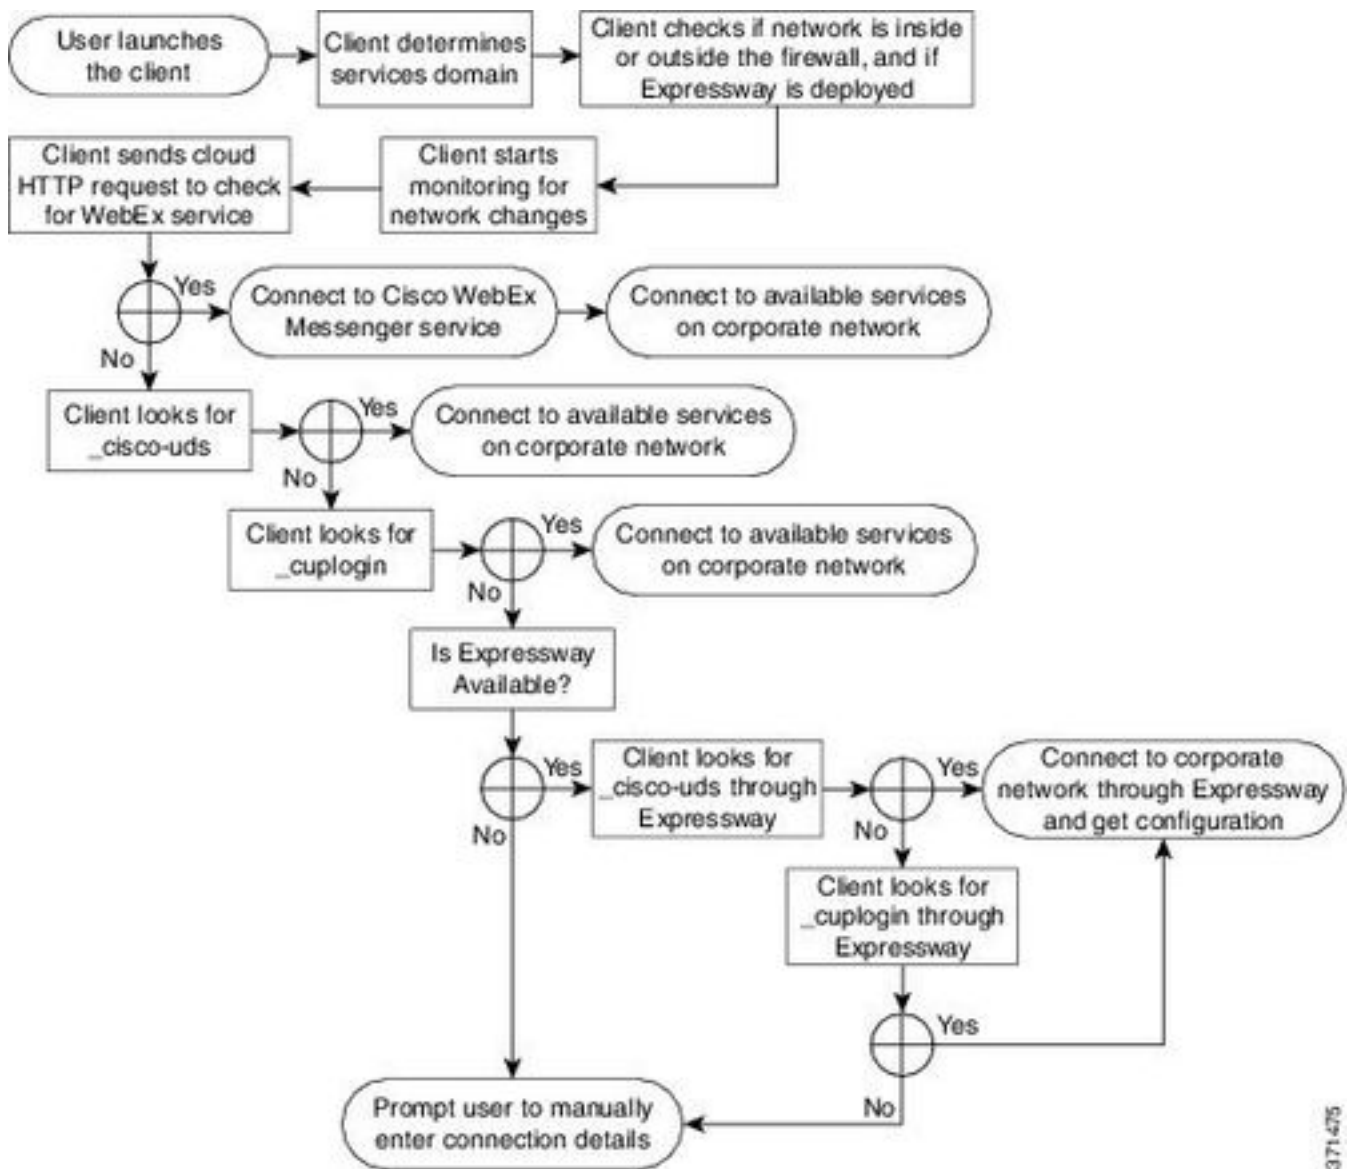 User launches
the client
Client determines
services domain
Client checks if network is inside
or outside the firewall, and if
Expressway is deployed
Client sends cloud
HTTP request to check
for WebEx service
Client starts
monitoring for
network changes
Yes
Connect to Cisco WebEx
Messenger service
Connect to available services
on corporate network
No
Client looks for
_cisco-uds
Yes
Connect to available services
on corporate network
No
Client looks for
_cuplogin
Yes
Connect to available services
on corporate network
No
Is Expressway
Available?
Yes
Client looks for
_cisco-uds through
Expressway
Yes
Connect to corporate
network through Expressway
and get configuration
No
No
Client looks for
_cuplogin through
Expressway
Yes
No
Prompt user to manually
enter connection details
371475